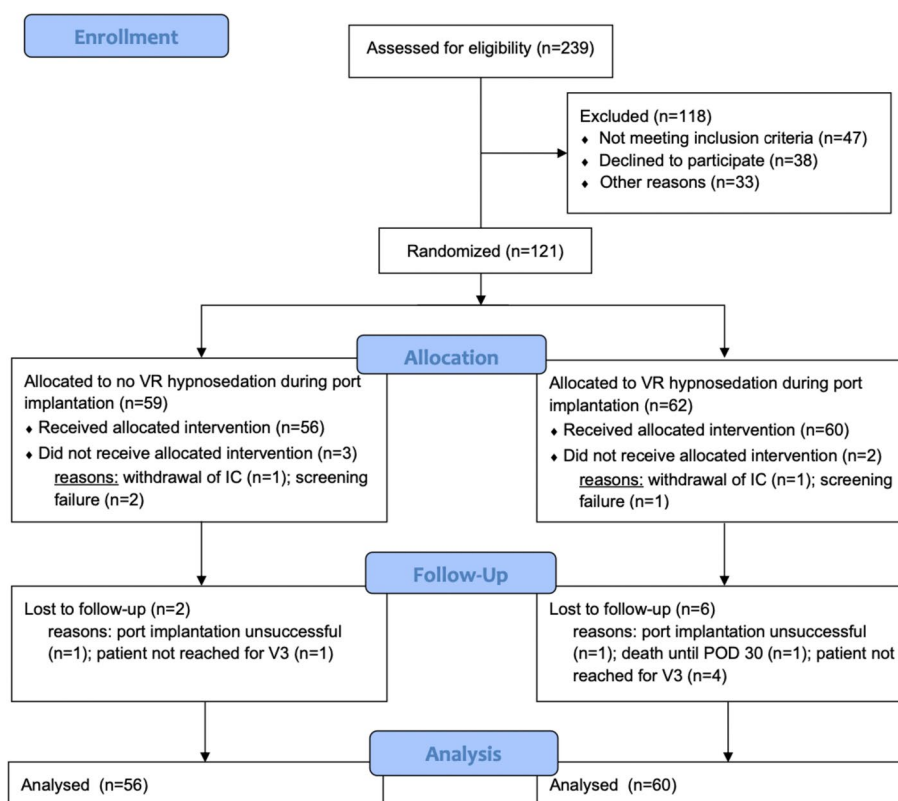 Enrollment
Assessed for eligibility (n=239)
Excluded (n=118)
♦ Not meeting inclusion criteria (n=47)
♦ Declined to participate (n=38)
♦ Other reasons (n=33)
Randomized (n=121)
Allocation
Allocated to no VR hypnosedation during port
implantation (n=59)
♦ Received allocated intervention (n=56)
♦ Did not receive allocated intervention (n=3)
reasons: withdrawal of IC (n=1); screening
failure (n=2)
Allocated to VR hypnosedation during port
implantation (n=62)
♦ Received allocated intervention (n=60)
♦ Did not receive allocated intervention (n=2)
reasons: withdrawal of IC (n=1); screening
failure (n=1)
Follow-Up
Lost to follow-up (n=2)
reasons: port implantation unsuccessful
(n=1); patient not reached for V3 (n=1)
Lost to follow-up (n=6)
reasons: port implantation unsuccessful
(n=1); death until POD 30 (n=1); patient not
reached for V3 (n=4)
Analysis
Analysed (n=56)
Analysed (n=60)